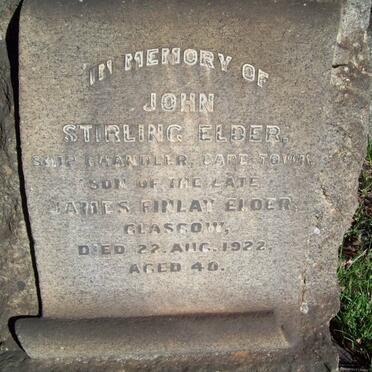 IN MEMORY OF
JOHN
STIRLING ELDER,
SHIP CHANDLER, CAPE TOWN,
SON OF THE LATE
JAMES FINLAY ELDER,
GLASGOW,
DIED 22. AUG. 1922,
AGED 40.